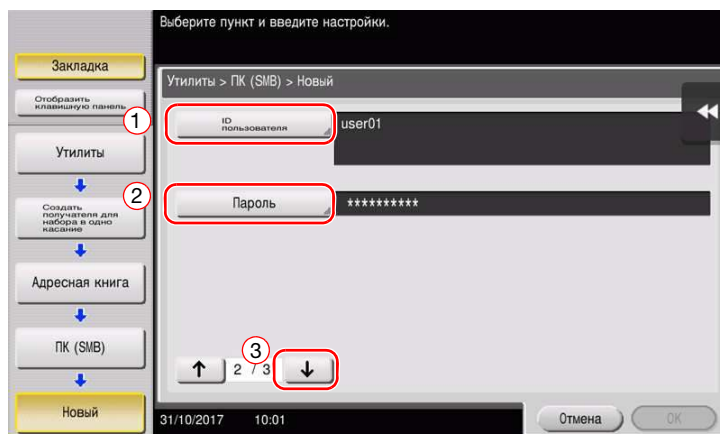 Выберите пункт и введите настройки.
Закладка
Отобразить
клавишную панель
Утилиты > ПК (SMB) > Новый
1
ID
пользователя
user01
Утилиты
2
Создать
получателя для
набора в одно
касание
Пароль
**********
Адресная книга
ПК (SMB)
3
↑ 2 / 3 ↓
Новый
31/10/2017 10:01
Отмена
OK